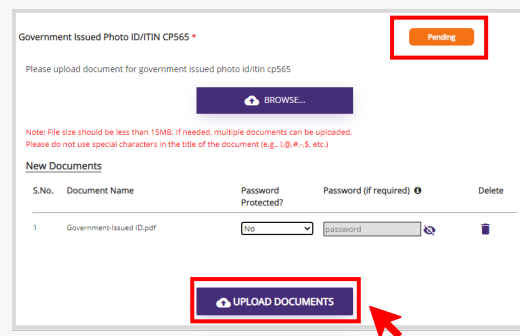 Government Issued Photo ID/ITIN CP565 *
Pending
Please upload document for government issued photo id/itin cp565
BROWSE...
Note: File size should be less than 15MB. If needed, multiple documents can be uploaded.
Please do not use special characters in the title of the document (e.g., !,@,#,-,$, etc.)
New Documents
S.No. Document Name Password Protected? Password (if required) Delete
1 Government-Issued ID.pdf No password
UPLOAD DOCUMENTS